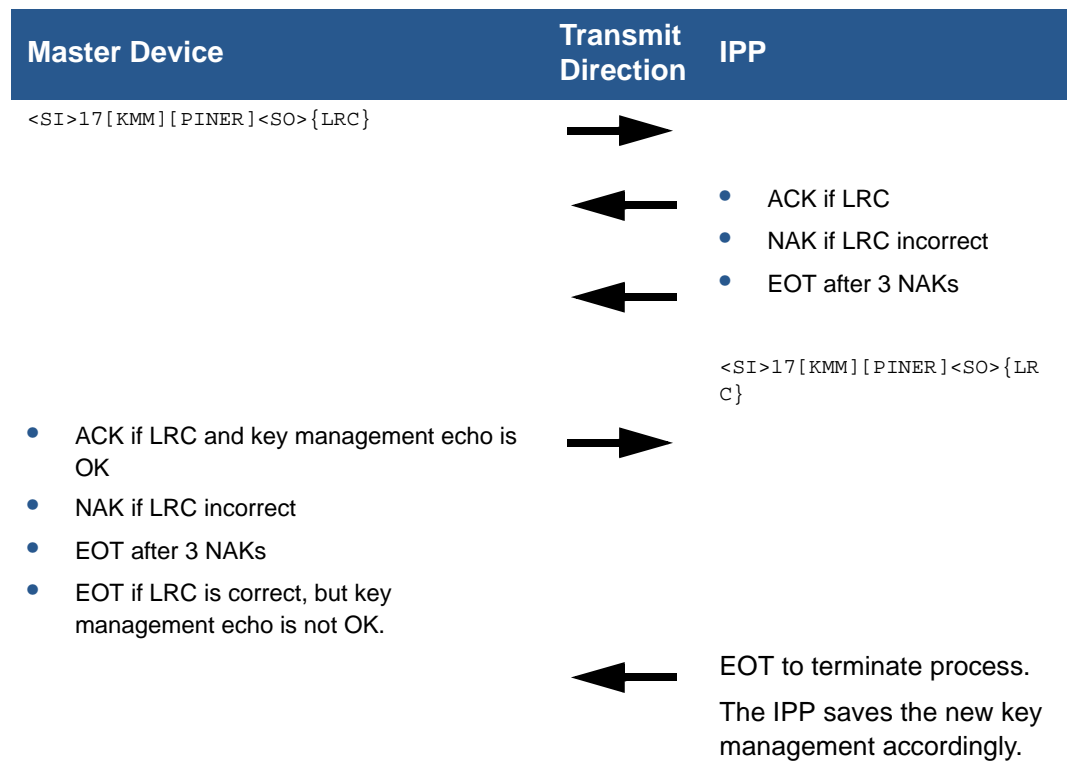 Master Device
Transmit
Direction
IPP
<SI>17[KMM][PINER]<SO>{LRC}
ACK if LRC
NAK if LRC incorrect
EOT after 3 NAKs
<SI>17[KMM][PINER]<SO>{LR
C}
ACK if LRC and key management echo is
OK
NAK if LRC incorrect
EOT after 3 NAKs
EOT if LRC is correct, but key
management echo is not OK.
EOT to terminate process.
The IPP saves the new key
management accordingly.